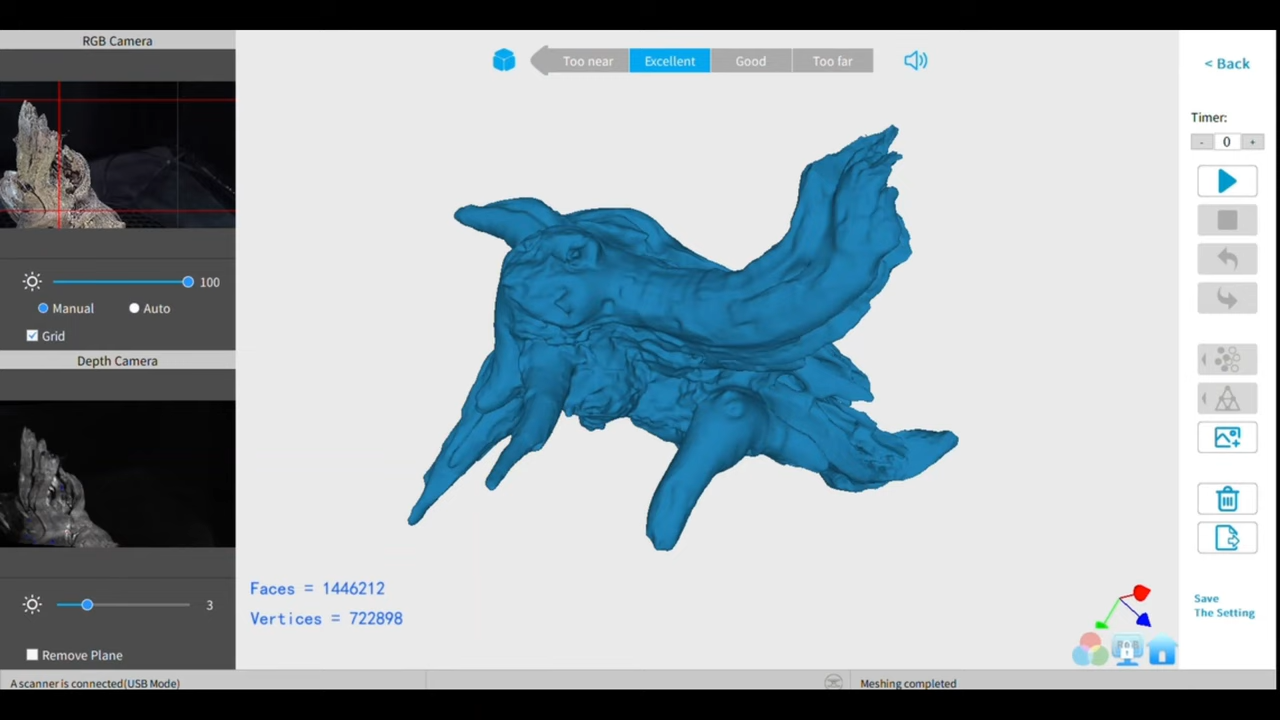 RGB Camera
Too near
Excellent
Good
Too far
< Back
Timer:
- 0 +
100
Manual
Auto
Grid
Depth Camera
Faces = 1446212
Vertices = 722898
3
Save
The Setting
Remove Plane
A scanner is connected(USB Mode)
Meshing completed